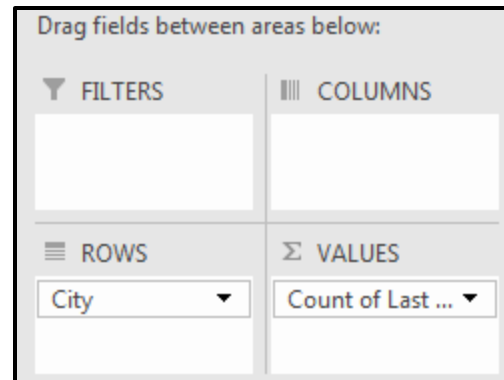 Drag fields between areas below:
FILTERS
COLUMNS
ROWS
Σ VALUES
City
Count of Last ...